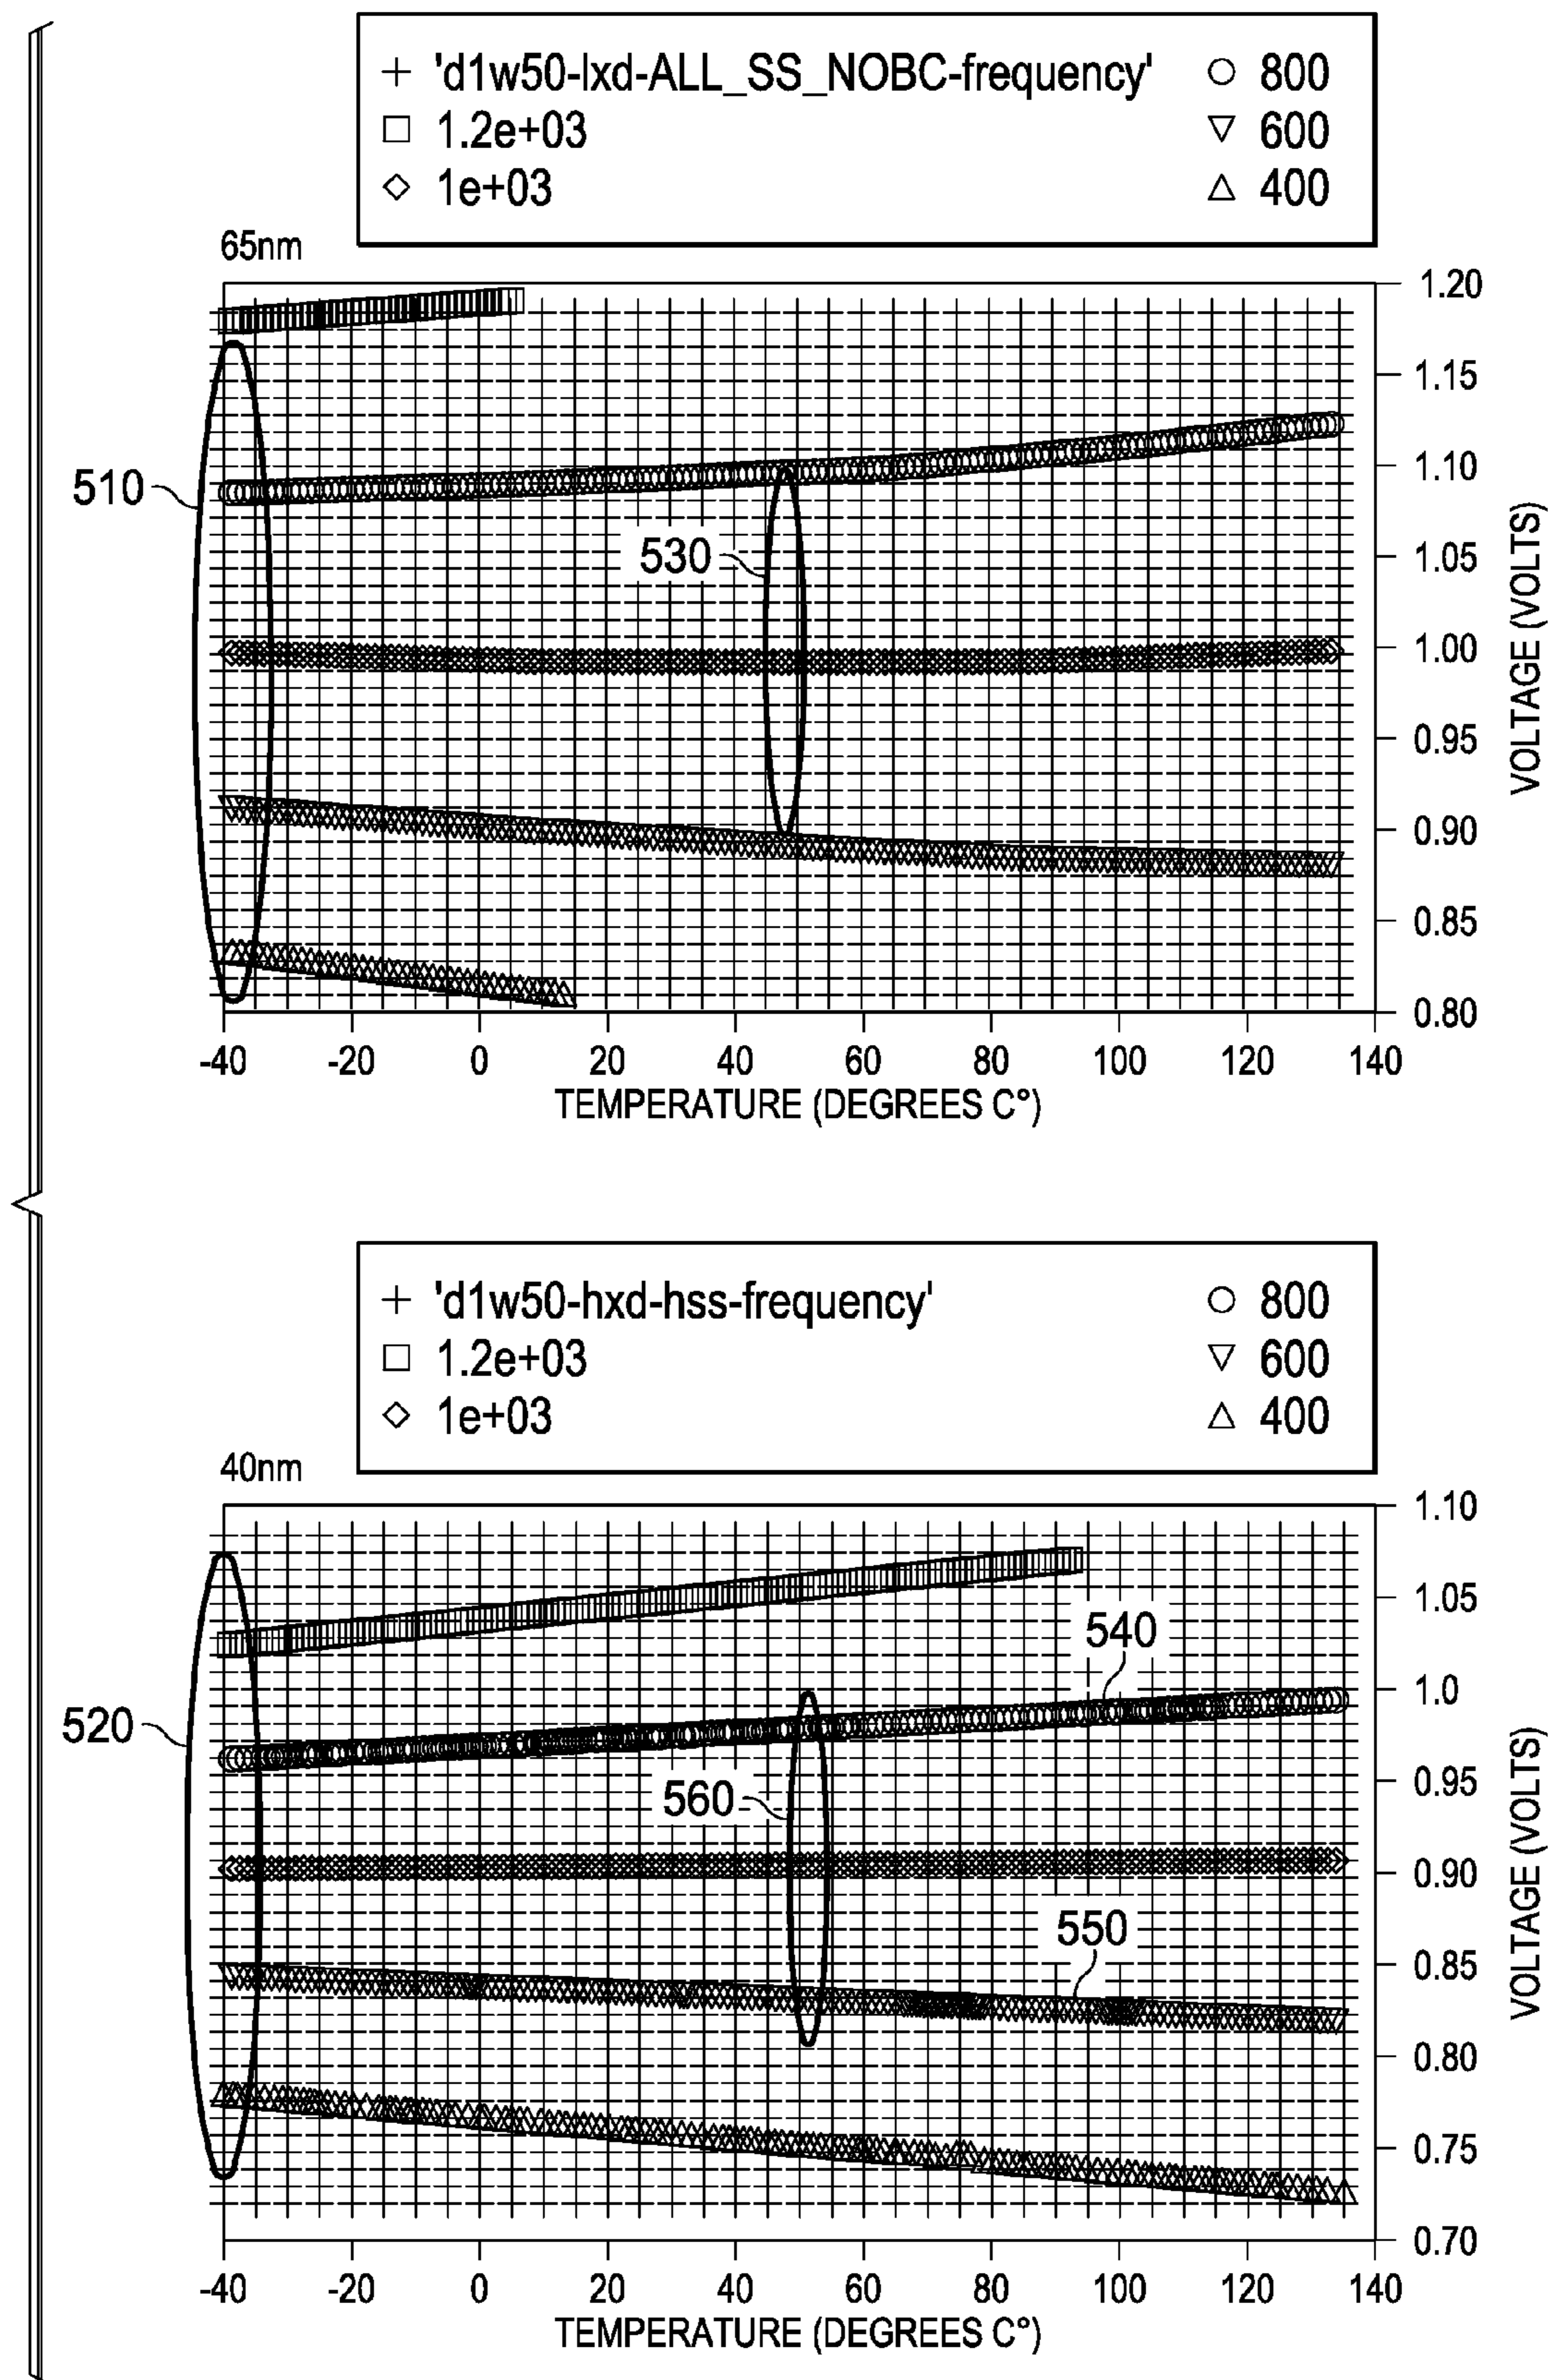 + 'd1w50-lxd-ALL_SS_NOBC-frequency' ○ 800
□ 1.2e+03 ▽ 600
◇ 1e+03 △ 400
65nm
1.20
1.15
1.10
1.05
1.00
0.95
0.90
0.85
0.80
VOLTAGE (VOLTS)
510
530
-40 -20 0 20 40 60 80 100 120 140
TEMPERATURE (DEGREES C°)
+ 'd1w50-hxd-hss-frequency' ○ 800
□ 1.2e+03 ▽ 600
◇ 1e+03 △ 400
40nm
1.10
1.05
1.0
0.95
0.90
0.85
0.80
0.75
0.70
VOLTAGE (VOLTS)
540
520
560
550
-40 -20 0 20 40 60 80 100 120 140
TEMPERATURE (DEGREES C°)